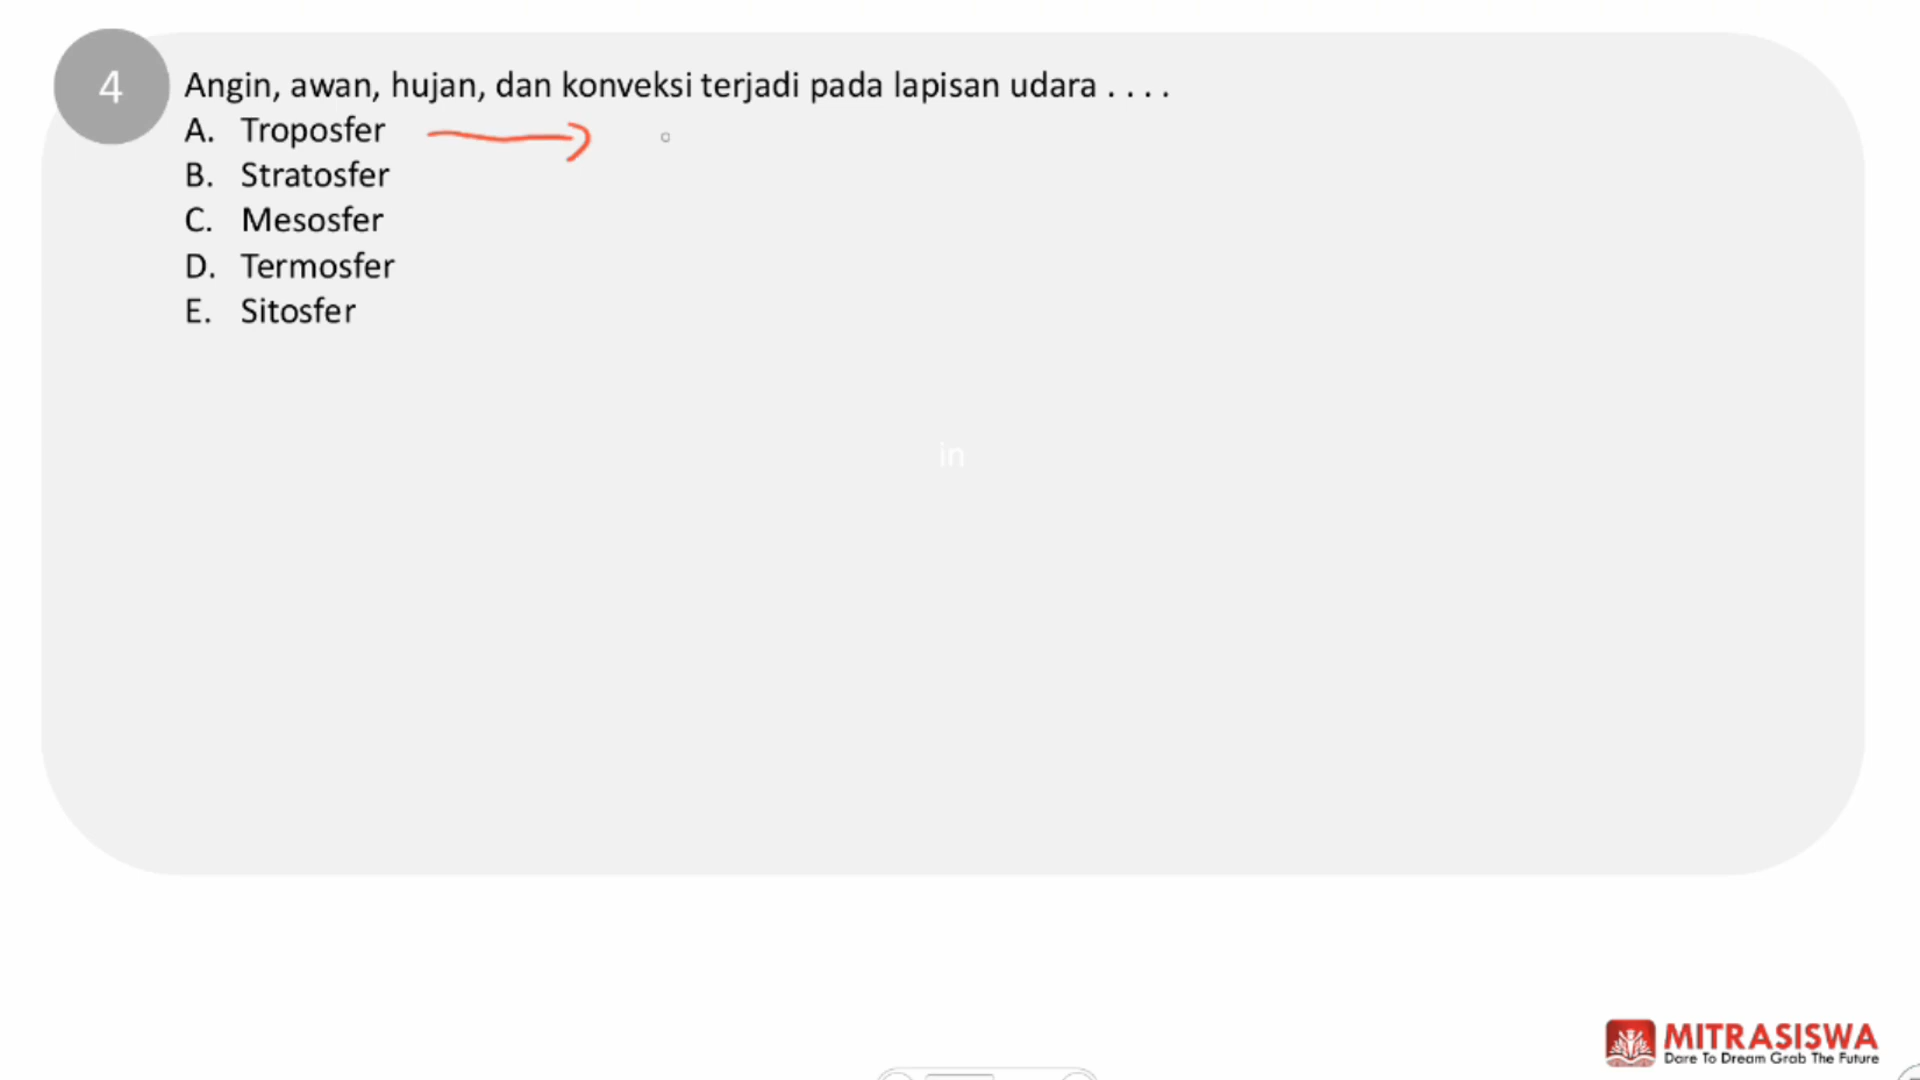 4
Angin, awan, hujan, dan konveksi terjadi pada lapisan udara . . . .
A. Troposfer
B. Stratosfer
C. Mesosfer
D. Termosfer
E. Sitosfer
in
MITRASISWA
Dare To Dream Grab The Future